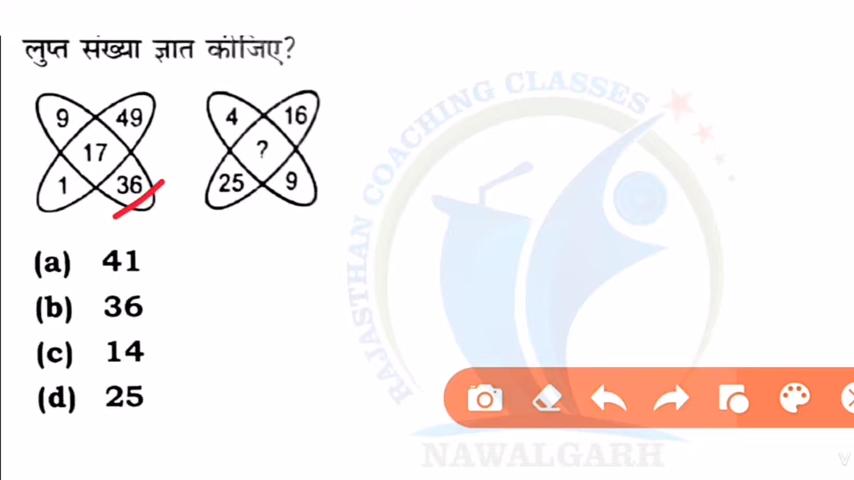 लुप्त संख्या ज्ञात कीजिए?
9 49
17
1 36
4 16
?
25 9
(a) 41
(b) 36
(c) 14
(d) 25
RAJASTHAN COACHING CLASSES
NAWALGARH